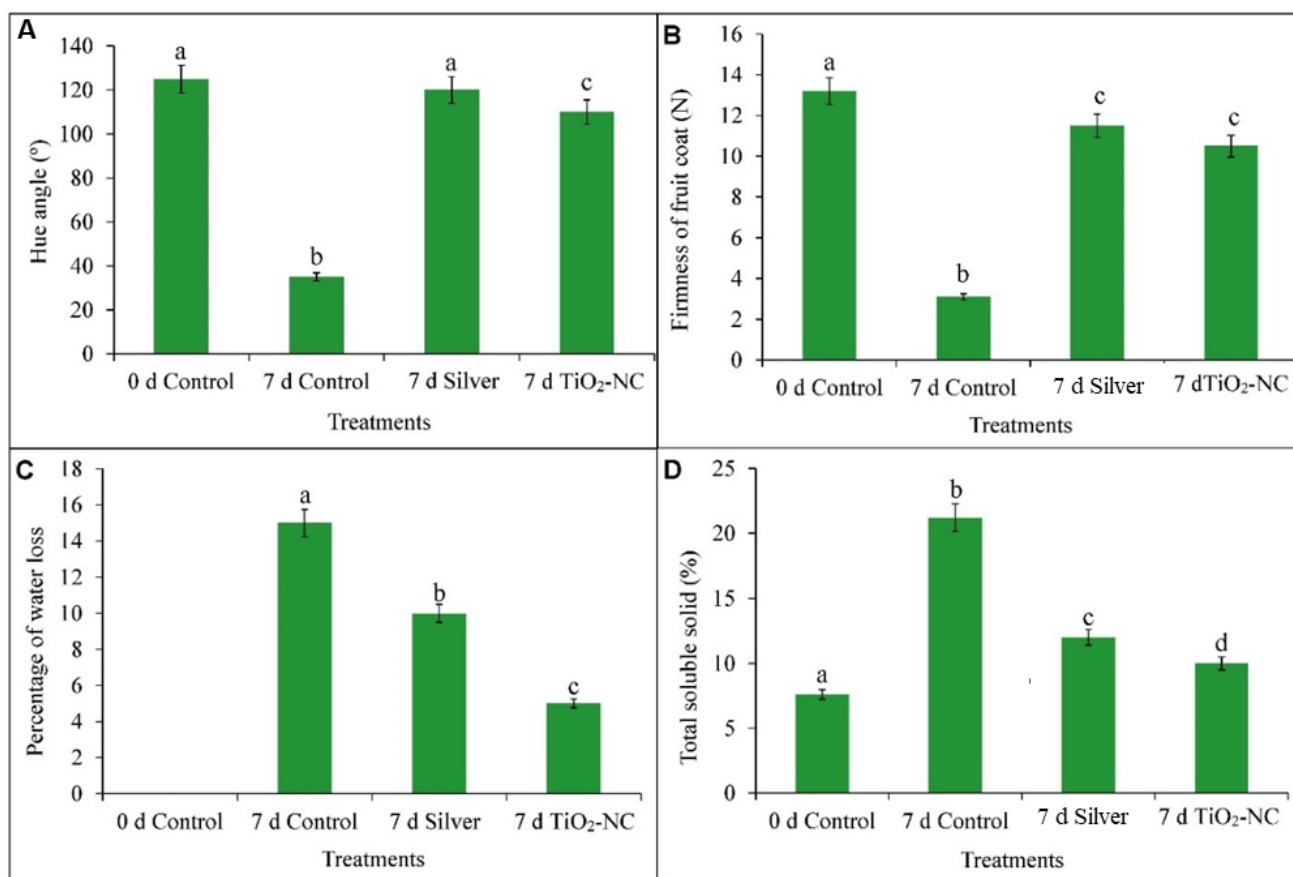 A
Hue angle (º)
140
120
100
80
60
40
20
0
a
b
a
c
0 d Control 7 d Control 7 d Silver 7 d TiO₂-NC
Treatments
B
Firmness of fruit coat (N)
16
14
12
10
8
6
4
2
0
a
b
c
c
0 d Control 7 d Control 7 d Silver 7 dTiO₂-NC
Treatments
C
Percentage of water loss
18
16
14
12
10
8
6
4
2
0
a
b
c
0 d Control 7 d Control 7 d Silver 7 d TiO₂-NC
Treatments
D
Total soluble solid (%)
25
20
15
10
5
0
a
b
c
d
0 d Control 7 d Control 7 d Silver 7 d TiO₂-NC
Treatments